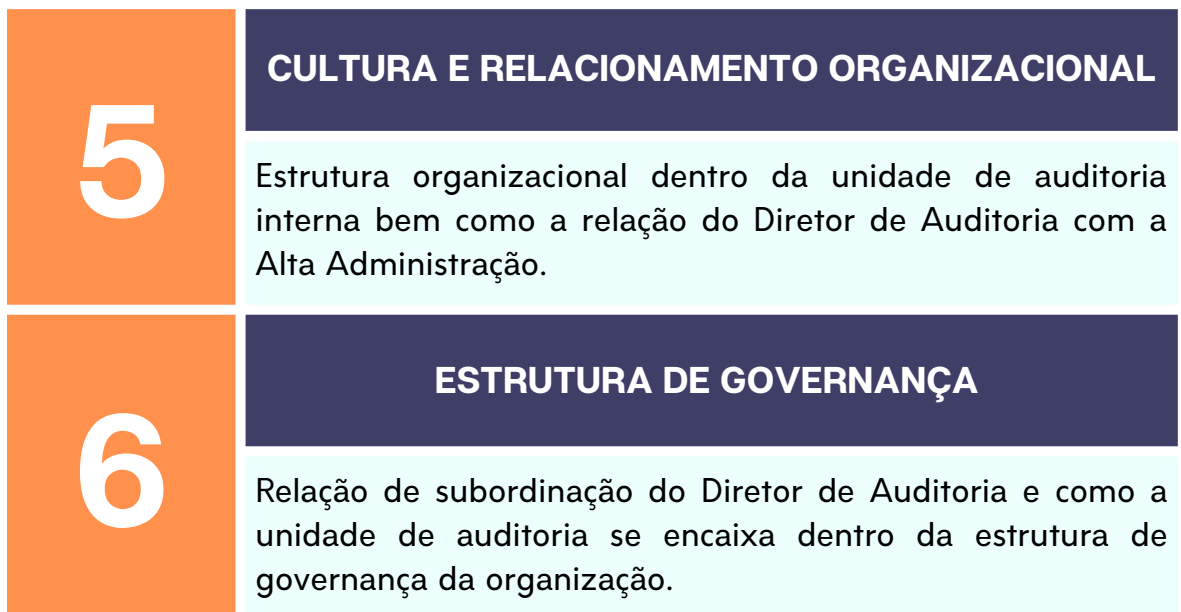 5
CULTURA E RELACIONAMENTO ORGANIZACIONAL
Estrutura organizacional dentro da unidade de auditoria
interna bem como a relação do Diretor de Auditoria com a
Alta Administração.
6
ESTRUTURA DE GOVERNANÇA
Relação de subordinação do Diretor de Auditoria e como a
unidade de auditoria se encaixa dentro da estrutura de
governança da organização.